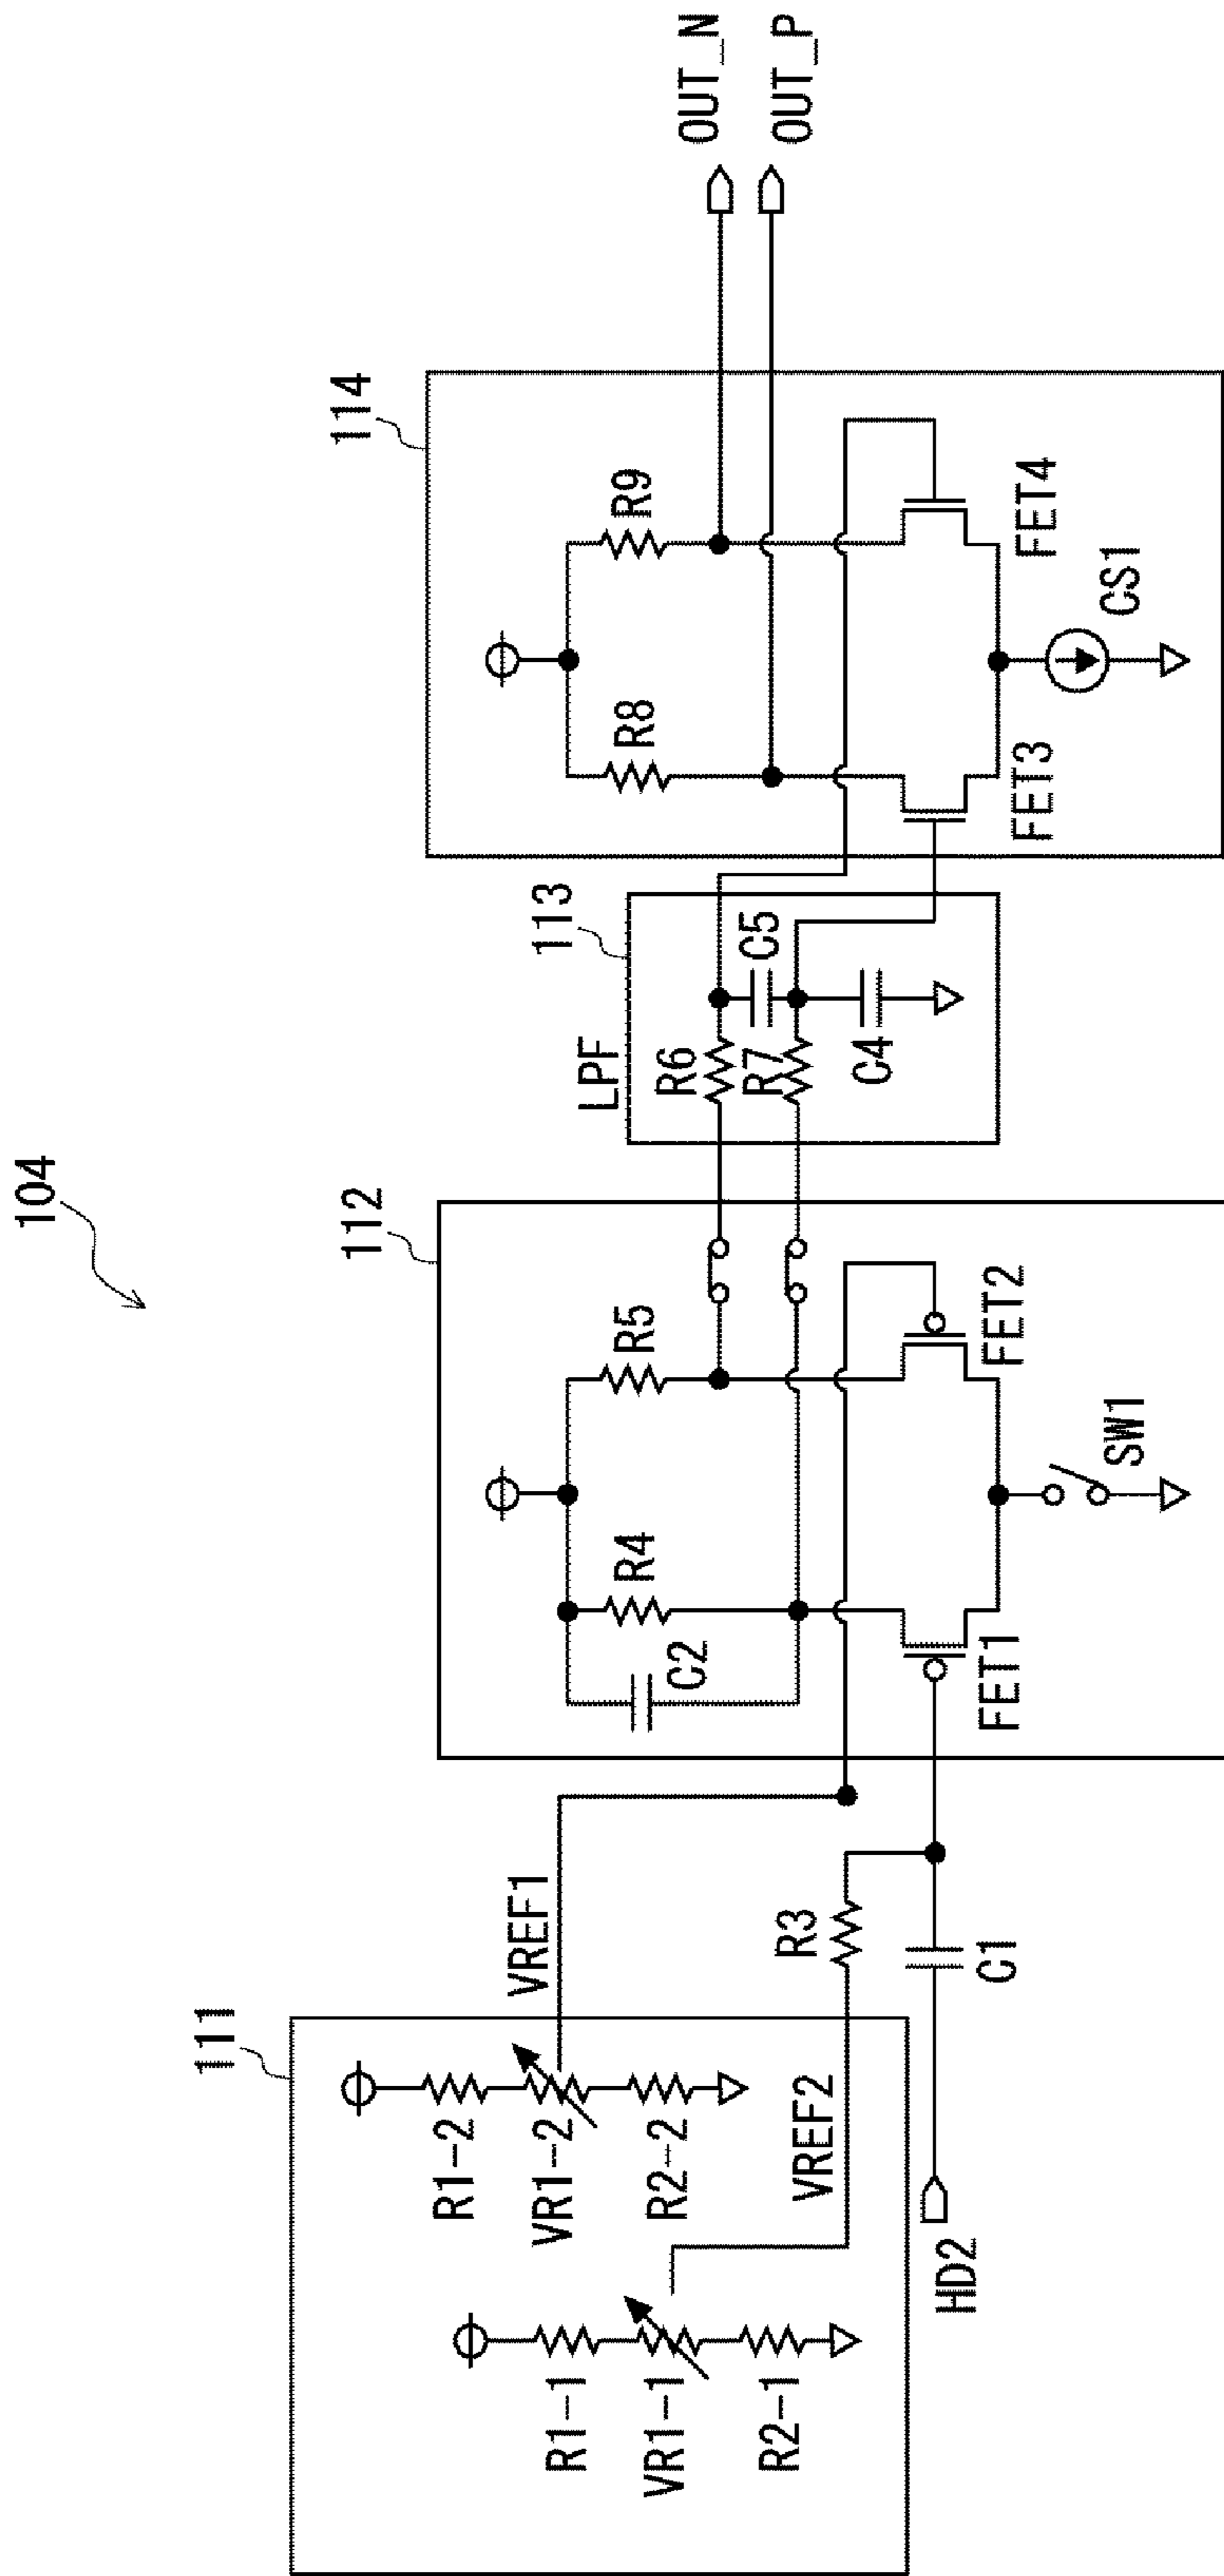 104
111
R1-1
VR1-1
R2-1
R1-2
VR1-2
R2-2
VREF1
VREF2
R3
C1
HD2
112
C2
R4
R5
FET1
FET2
SW1
113
LPF
R6
R7
C5
C4
114
R8
R9
FET3
FET4
CS1
OUT_N
OUT_P